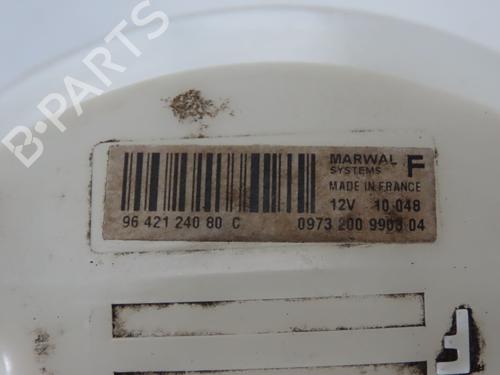 B-PARTS
MARWAL F
SYSTEMS
MADE IN FRANCE
12V 10 048
96 421 240 80 C 0973 200 9903 04
F